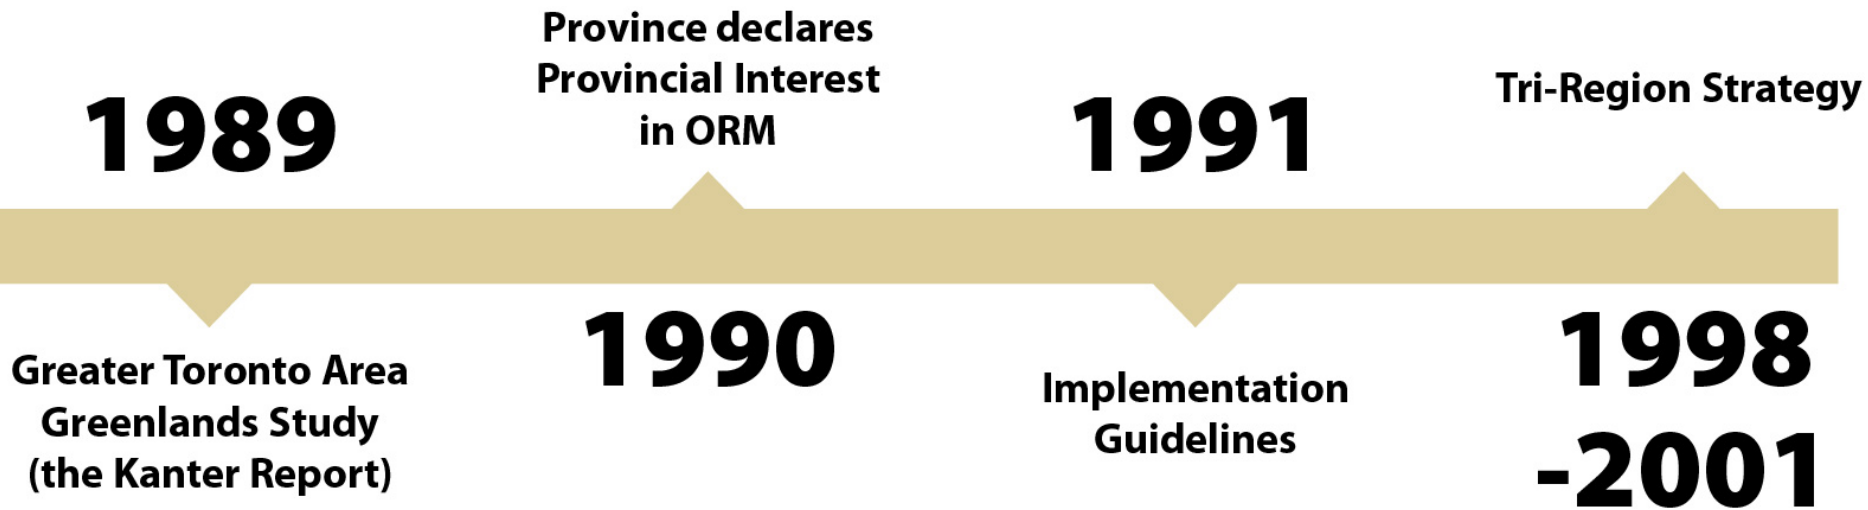 1989
Greater Toronto Area
Greenlands Study
(the Kanter Report)
Province declares
Provincial Interest
in ORM
1990
1991
Implementation
Guidelines
Tri-Region Strategy
1998
-2001